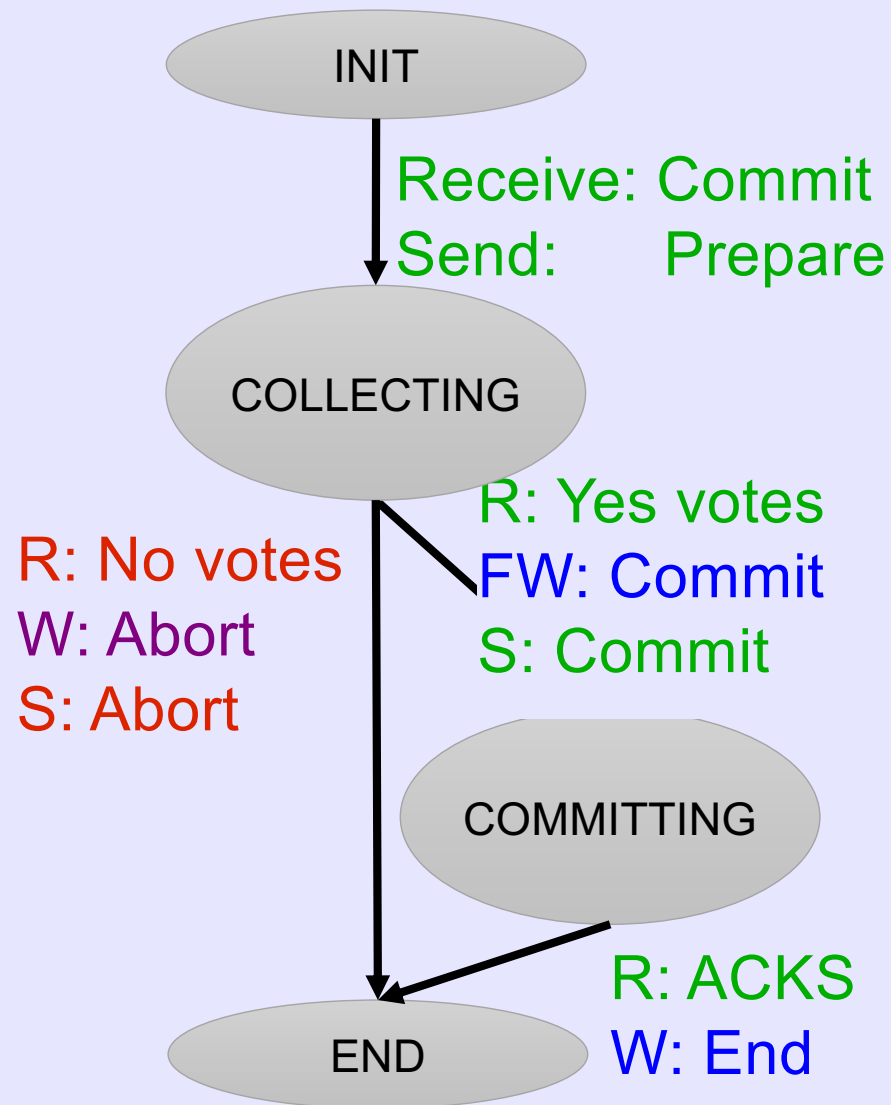 INIT
Receive: Commit
Send: Prepare
COLLECTING
R: No votes
W: Abort
S: Abort
R: Yes votes
FW: Commit
S: Commit
COMMITTING
R: ACKS
W: End
END